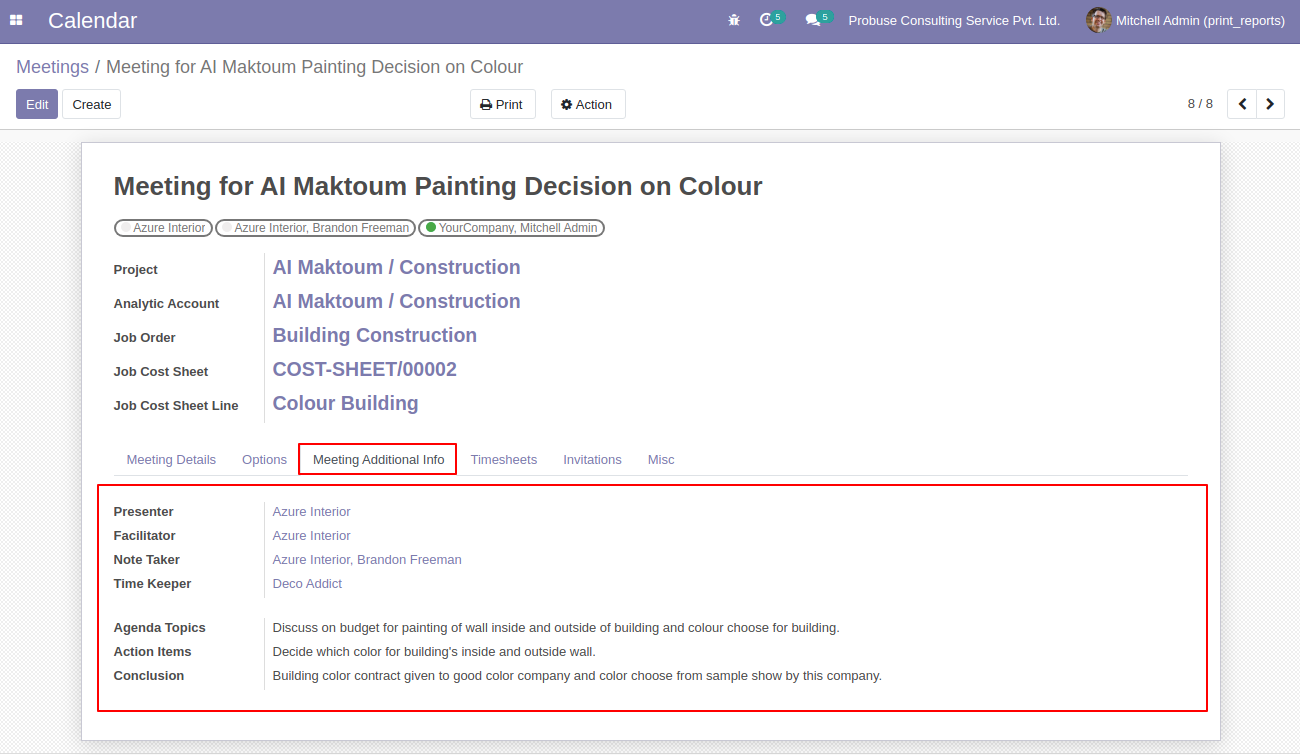 Calendar 5 5 Probuse Consulting Service Pvt. Ltd. Mitchell Admin (print_reports)
Meetings / Meeting for AI Maktoum Painting Decision on Colour
Edit Create Print Action 8 / 8
Meeting for AI Maktoum Painting Decision on Colour
Azure Interior Azure Interior, Brandon Freeman YourCompany, Mitchell Admin
Project AI Maktoum / Construction
Analytic Account AI Maktoum / Construction
Job Order Building Construction
Job Cost Sheet COST-SHEET/00002
Job Cost Sheet Line Colour Building
Meeting Details Options Meeting Additional Info Timesheets Invitations Misc
Presenter Azure Interior
Facilitator Azure Interior
Note Taker Azure Interior, Brandon Freeman
Time Keeper Deco Addict
Agenda Topics Discuss on budget for painting of wall inside and outside of building and colour choose for building.
Action Items Decide which color for building's inside and outside wall.
Conclusion Building color contract given to good color company and color choose from sample show by this company.